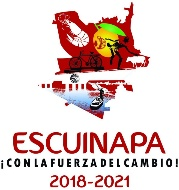 ESCUINAPA
¡CON LA FUERZA DEL CAMBIO!
2018-2021